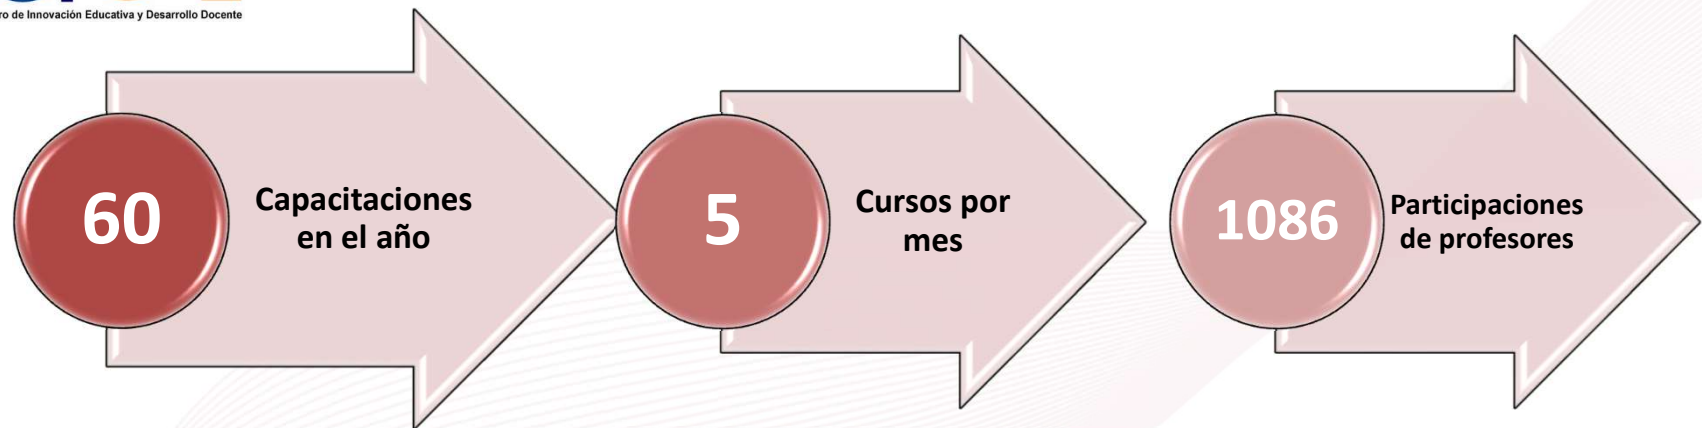 de Innovación Educativa y Desarrollo Docente
60
Capacitaciones
en el año
5
Cursos por
mes
1086
Participaciones
de profesores